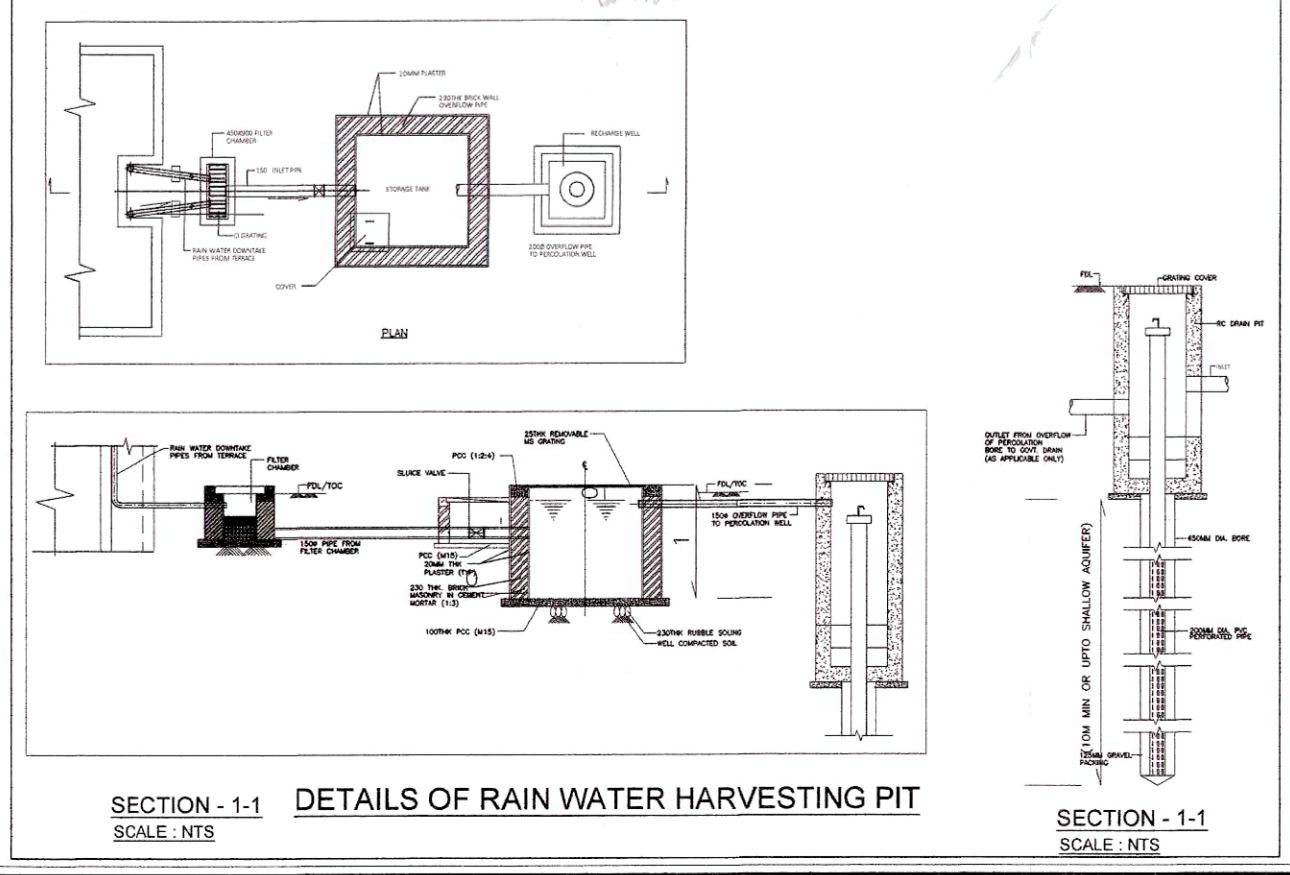 20MM PLASTER
230THK BRICK WALL
OVERFLOW PIPE
450X900 FILTER
CHAMBER
RECHARGE WELL
150 INLET PIPE
STORAGE TANK
CI GRATING
RAIN WATER DOWNTAKE
PIPES FROM TERRACE
200Ø OVERFLOW PIPE
TO PERCOLATION WELL
COVER
PLAN
FDL
GRATING COVER
RC DRAIN PIT
INLET
OUTLET FROM OVERFLOW
OF PERCOLATION
BORE TO GOVT. DRAIN
(AS APPLICABLE ONLY)
450MM DIA. BORE
200MM DIA. PVC
PERFORATED PIPE
(10M MIN OR UPTO SHALLOW AQUIFER)
125MM GRAVEL
PACKING
25THK REMOVABLE
MS GRATING
RAIN WATER DOWNTAKE
PIPES FROM TERRACE
FILTER
CHAMBER
PCC (1:2:4)
SLUICE VALVE
FDL/TOC
FDL/TOC
150ø OVERFLOW PIPE
TO PERCOLATION WELL
150ø PIPE FROM
FILTER CHAMBER
PCC (M15)
20MM THK
PLASTER (TYP)
230 THK. BRICK
MASONRY IN CEMENT
MORTAR (1:3)
100THK PCC (M15)
230THK RUBBLE SOLING
WELL COMPACTED SOIL
SECTION - 1-1
SCALE : NTS
DETAILS OF RAIN WATER HARVESTING PIT
SECTION - 1-1
SCALE : NTS